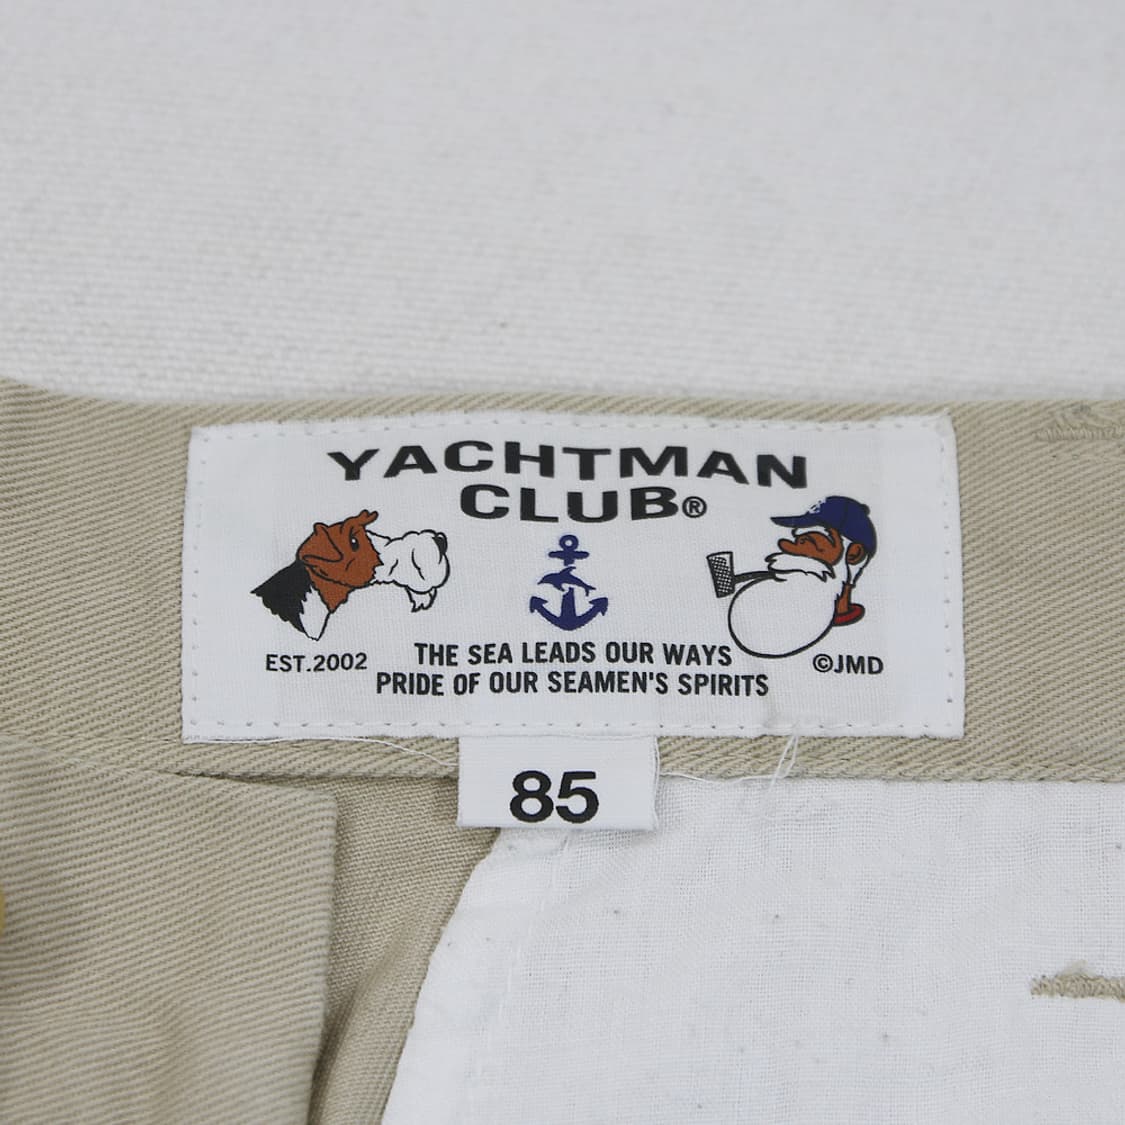 YACHTMAN
CLUB®
THE SEA LEADS OUR WAYS
EST.2002
©JMD
PRIDE OF OUR SEAMEN'S SPIRITS
85